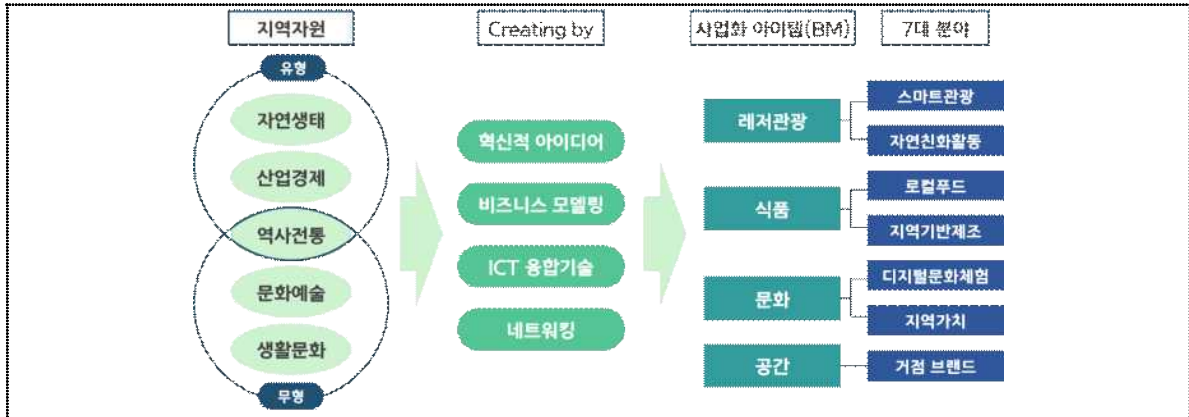 지역자원
Creating by
사업화 아이템(BM)
7대 분야
유형
자연생태
산업경제
역사전통
문화예술
생활문화
무형
혁신적 아이디어
비즈니스 모델링
ICT 융합기술
네트워킹
레저관광
식품
문화
공간
스마트관광
자연친화활동
로컬푸드
지역기반제조
디지털문화체험
지역가치
거점 브랜드